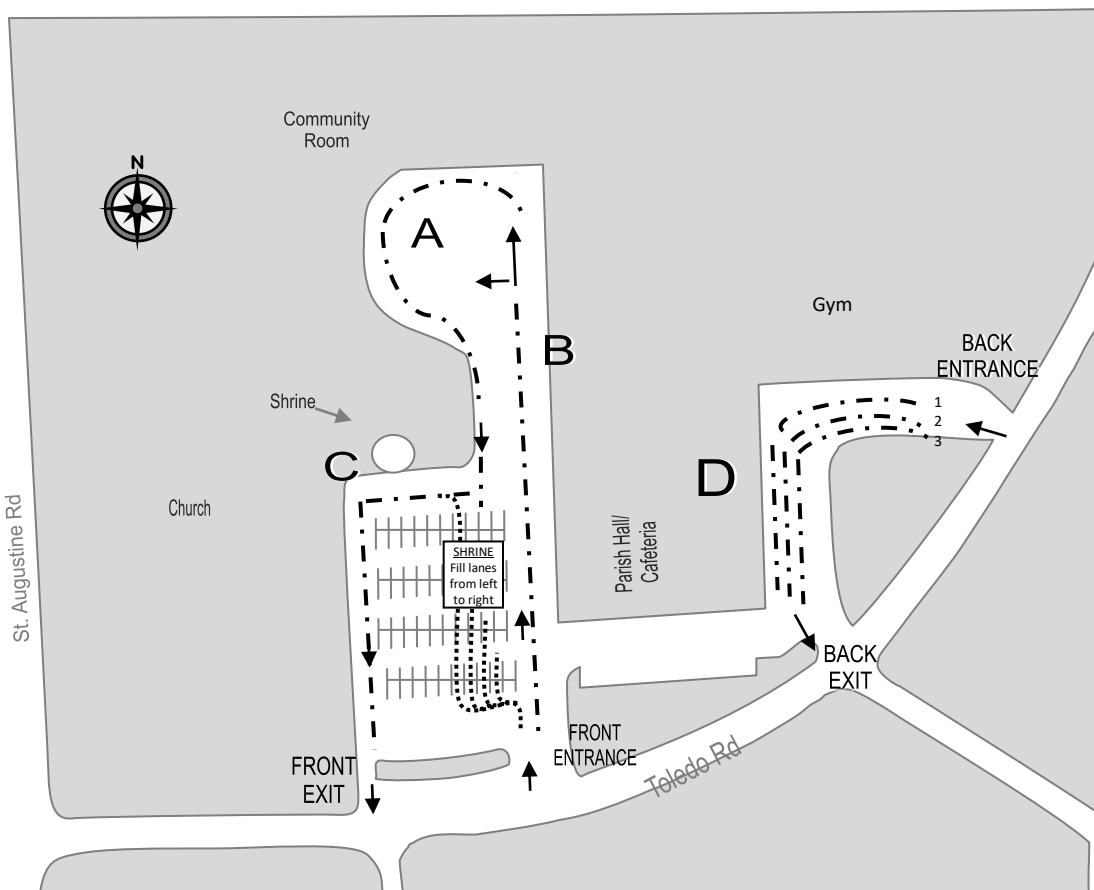 Community
Room
N
A
Gym
B
BACK
ENTRANCE
Shrine
1
2
3
C
D
Church
SHRINE
Fill lanes
from left
to right
Parish Hall/
Cafeteria
St. Augustine Rd
BACK
EXIT
FRONT
ENTRANCE
Toledo Rd
FRONT
EXIT